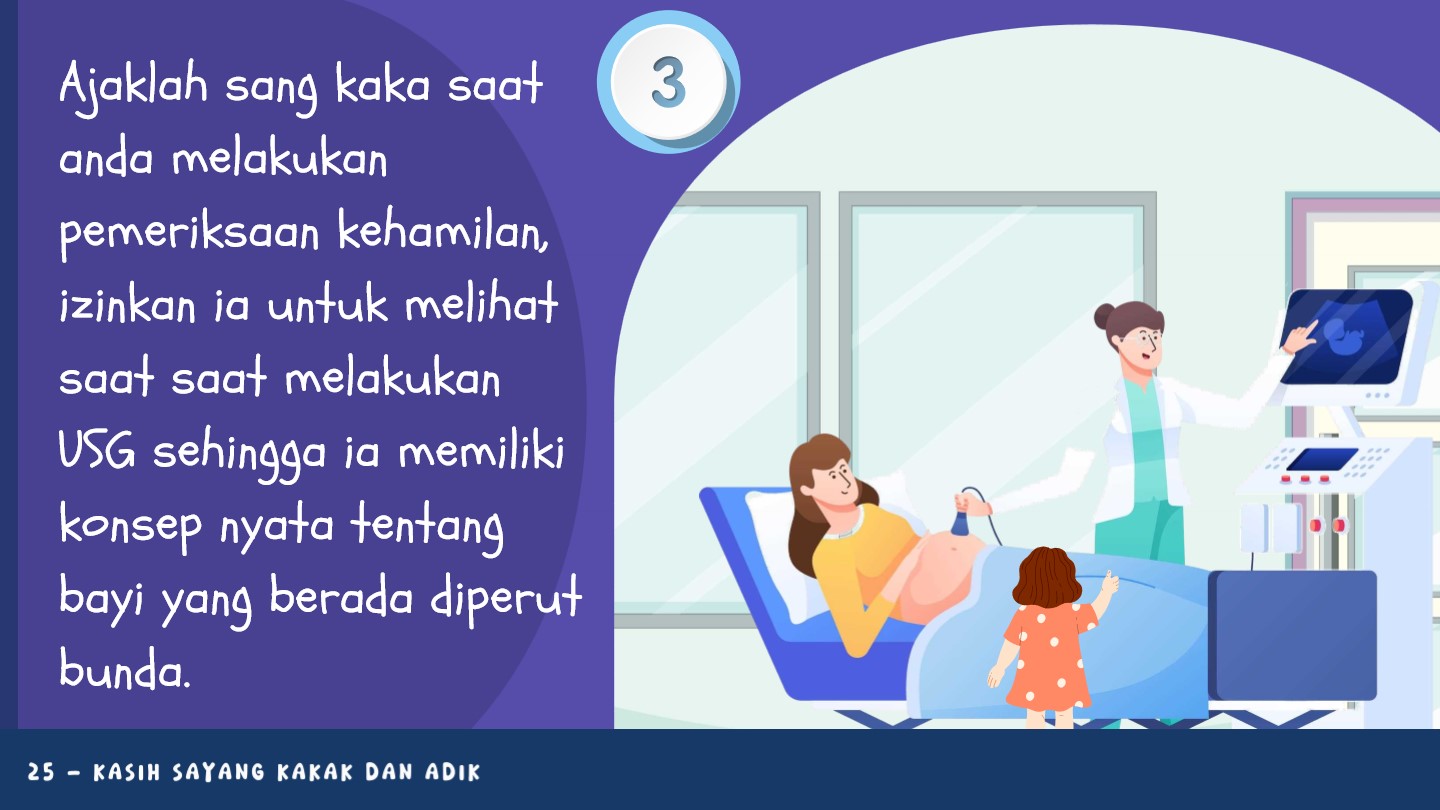 Ajaklah sang kaka saat
anda melakukan
pemeriksaan kehamilan,
izinkan ia untuk melihat
saat saat melakukan
USG sehingga ia memiliki
konsep nyata tentang
bayi yang berada diperut
bunda.
3
25 - KASIH SAYANG KAKAK DAN ADIK